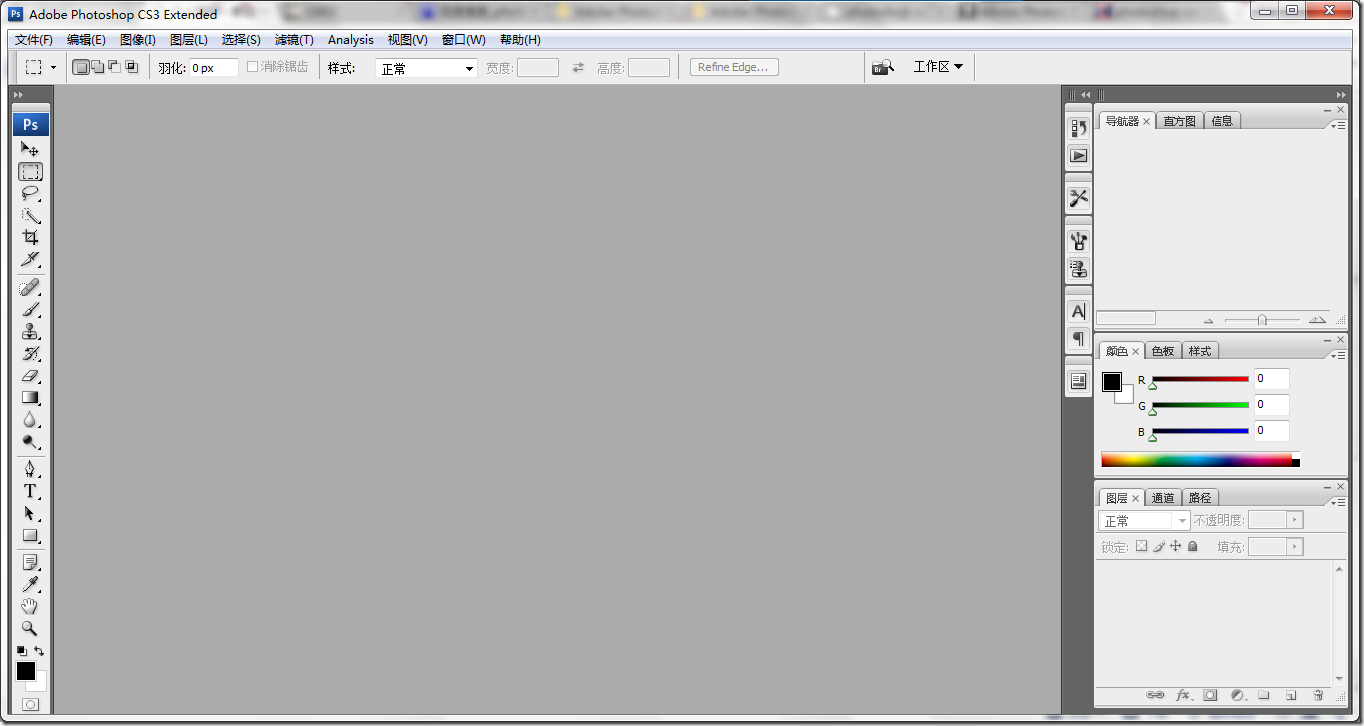 Ps Adobe Photoshop CS3 Extended
文件(F) 编辑(E) 图像(I) 图层(L) 选择(S) 滤镜(T) Analysis 视图(V) 窗口(W) 帮助(H)
羽化: 0 px 消除锯齿 样式: 正常 宽度: 高度: Refine Edge... Br 工作区
Ps
导航器 直方图 信息
颜色 色板 样式
R 0
G 0
B 0
图层 通道 路径
正常 不透明度:
锁定: 填充: